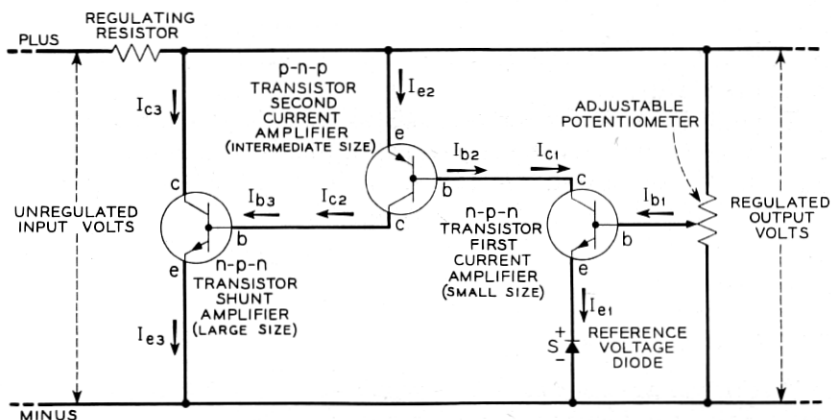 REGULATING
RESISTOR
PLUS
p-n-p
TRANSISTOR
SECOND
CURRENT
AMPLIFIER
(INTERMEDIATE SIZE)
Ic3
Ie2
ADJUSTABLE
POTENTIOMETER
e
Ib2
Ic1
c
b
c
Ib3
Ic2
c
Ib1
UNREGULATED
INPUT VOLTS
b
n-p-n
TRANSISTOR
FIRST
CURRENT
AMPLIFIER
(SMALL SIZE)
b
REGULATED
OUTPUT
VOLTS
e
n-p-n
TRANSISTOR
SHUNT
AMPLIFIER
(LARGE SIZE)
e
Ie1
Ie3
+
S
-
REFERENCE
VOLTAGE
DIODE
MINUS